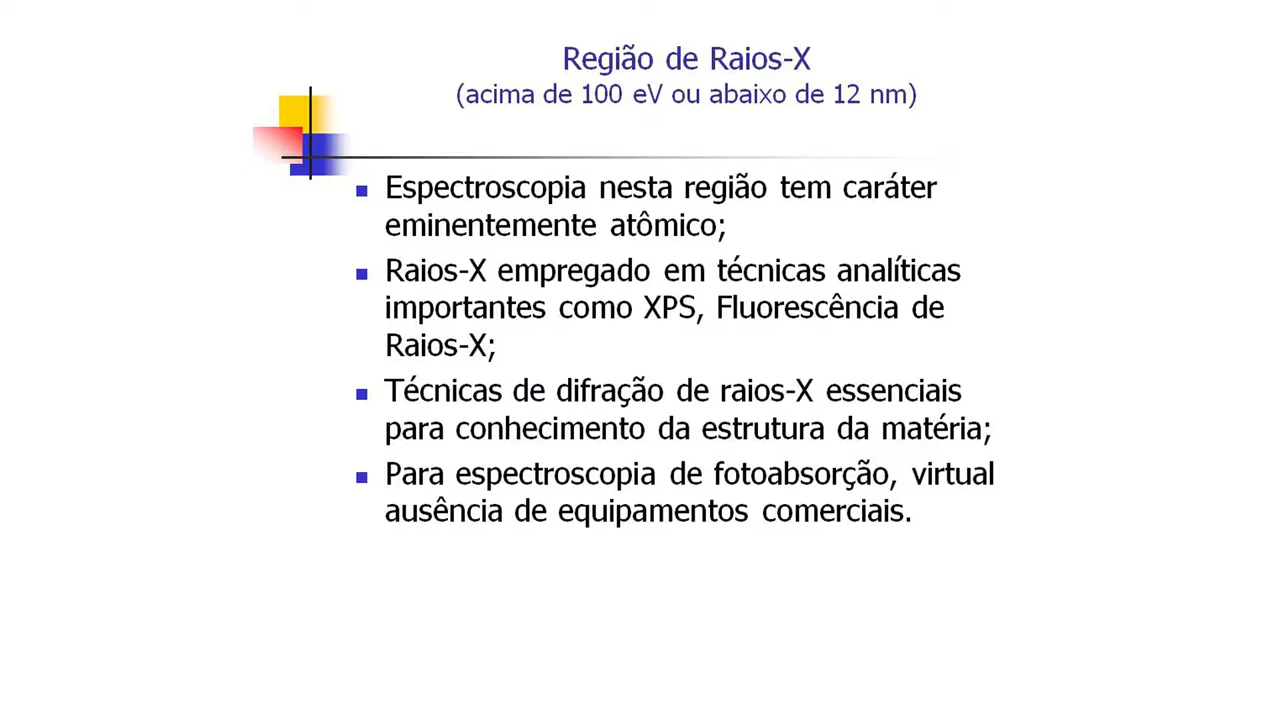 Região de Raios-X
(acima de 100 eV ou abaixo de 12 nm)
Espectroscopia nesta região tem caráter
eminentemente atômico;
Raios-X empregado em técnicas analíticas
importantes como XPS, Fluorescência de
Raios-X;
Técnicas de difração de raios-X essenciais
para conhecimento da estrutura da matéria;
Para espectroscopia de fotoabsorção, virtual
ausência de equipamentos comerciais.